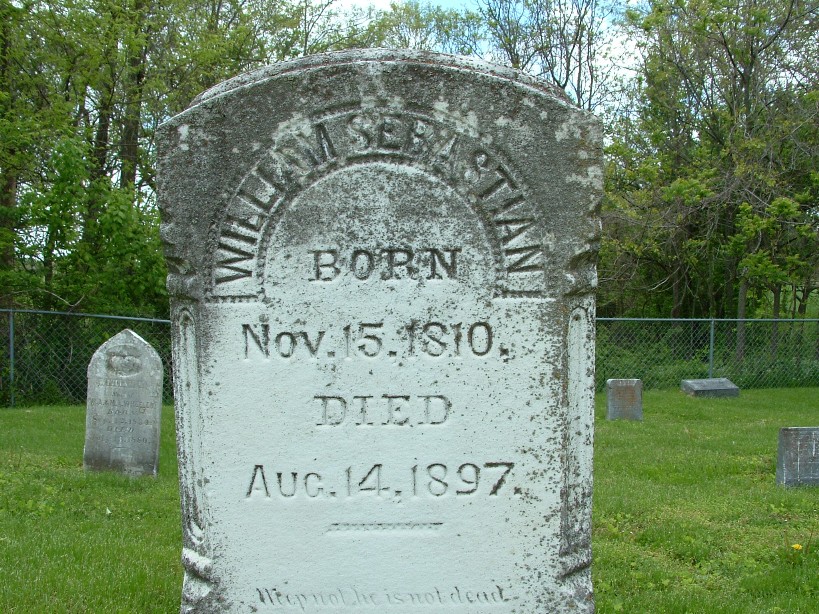 WILLIAM SEBASTIAN
BORN
Nov. 15. 1810.
DIED
Aug. 14. 1897.
Weep not he is not dead